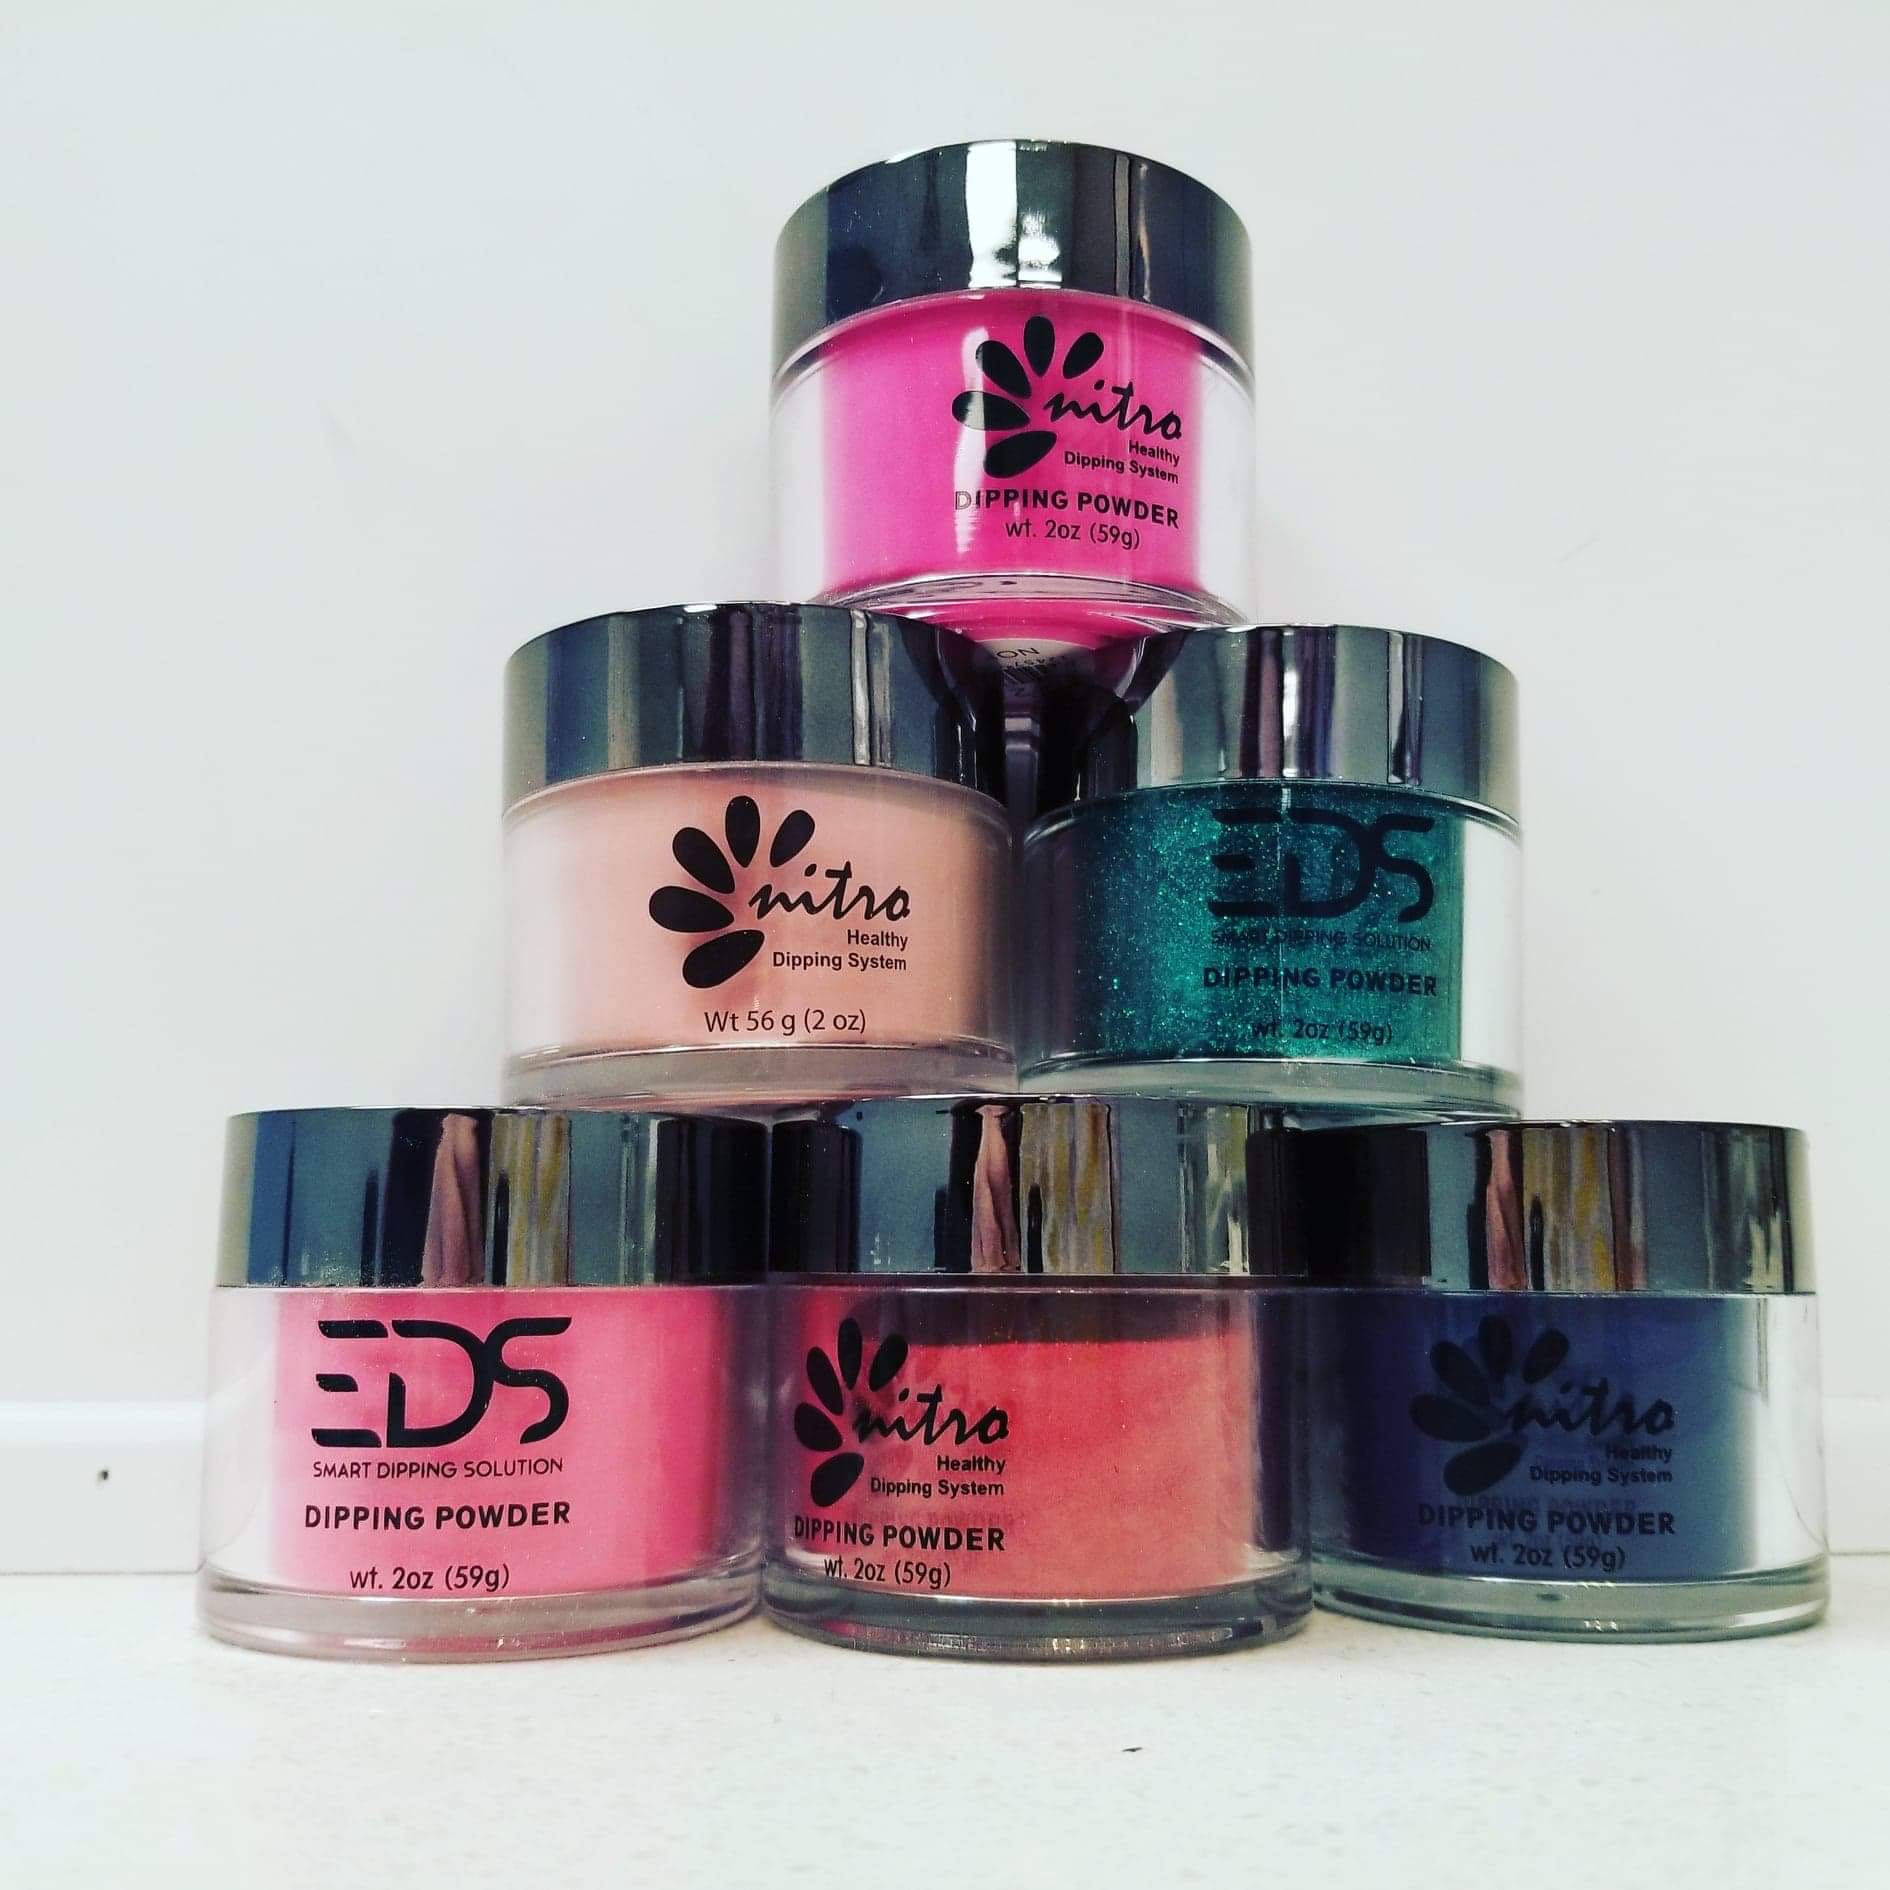 nitro
Healthy
Dipping System
DIPPING POWDER
wt. 2oz (59g)
nitro
Healthy
Dipping System
Wt 56 g (2 oz)
EDS
SMART DIPPING SOLUTION
DIPPING POWDER
wt. 2oz (59g)
EDS
SMART DIPPING SOLUTION
DIPPING POWDER
wt. 2oz (59g)
nitro
Healthy
Dipping System
DIPPING POWDER
wt. 2oz (59g)
nitro
Healthy
Dipping System
DIPPING POWDER
wt. 2oz (59g)